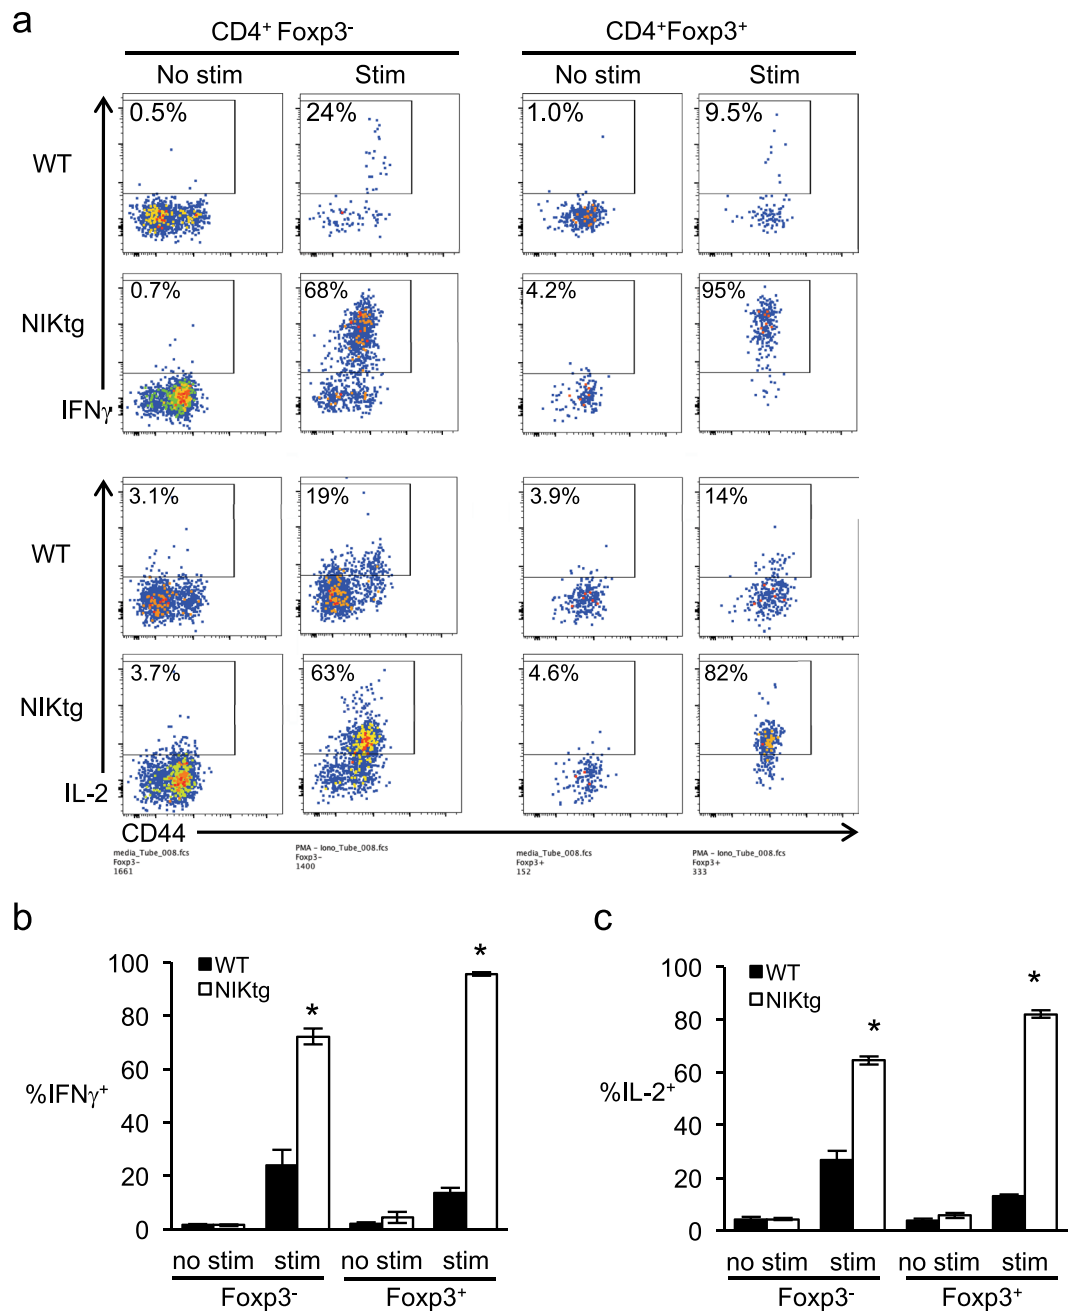 a
CD4⁺ Foxp3⁻ CD4⁺Foxp3⁺
No stim Stim No stim Stim
WT 0.5% 24% 1.0% 9.5%
NIKtg 0.7% 68% 4.2% 95%
IFNγ
WT 3.1% 19% 3.9% 14%
NIKtg 3.7% 63% 4.6% 82%
IL-2
CD44
media_Tube_008.fcs PMA - Iono_Tube_008.fcs media_Tube_008.fcs PMA - Iono_Tube_008.fcs
Foxp3- Foxp3- Foxp3+ Foxp3+
1661 1400 152 333
b
WT
NIKtg
%IFNγ⁺
100
80
60
40
20
0
* *
no stim stim no stim stim
Foxp3⁻ Foxp3⁺
c
WT
NIKtg
%IL-2⁺
100
80
60
40
20
0
* *
no stim stim no stim stim
Foxp3⁻ Foxp3⁺